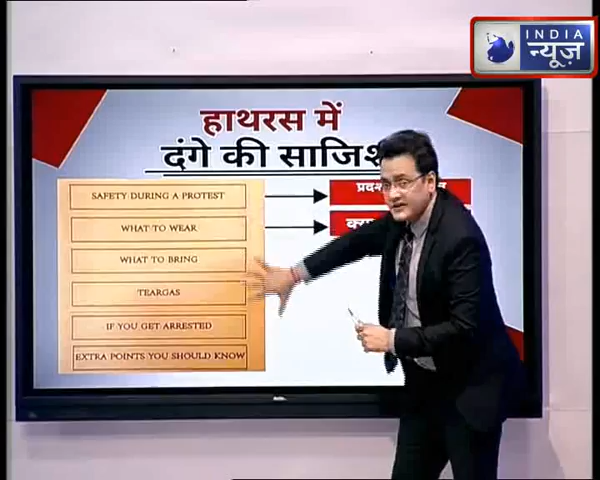 INDIA
न्यूज़
हाथरस में
दंगे की साजिश
SAFETY DURING A PROTEST
WHAT TO WEAR
WHAT TO BRING
TEARGAS
IF YOU GET ARRESTED
EXTRA POINTS YOU SHOULD KNOW